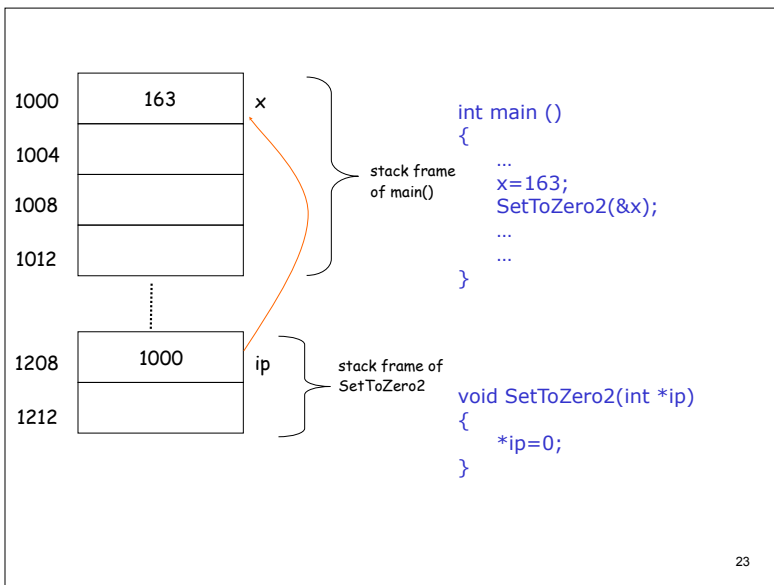 1000
163
x
1004
1008
1012
stack frame
of main()
int main ()
{
…
x=163;
SetToZero2(&x);
…
…
}
1208
1000
ip
1212
stack frame of
SetToZero2
void SetToZero2(int *ip)
{
*ip=0;
}
23